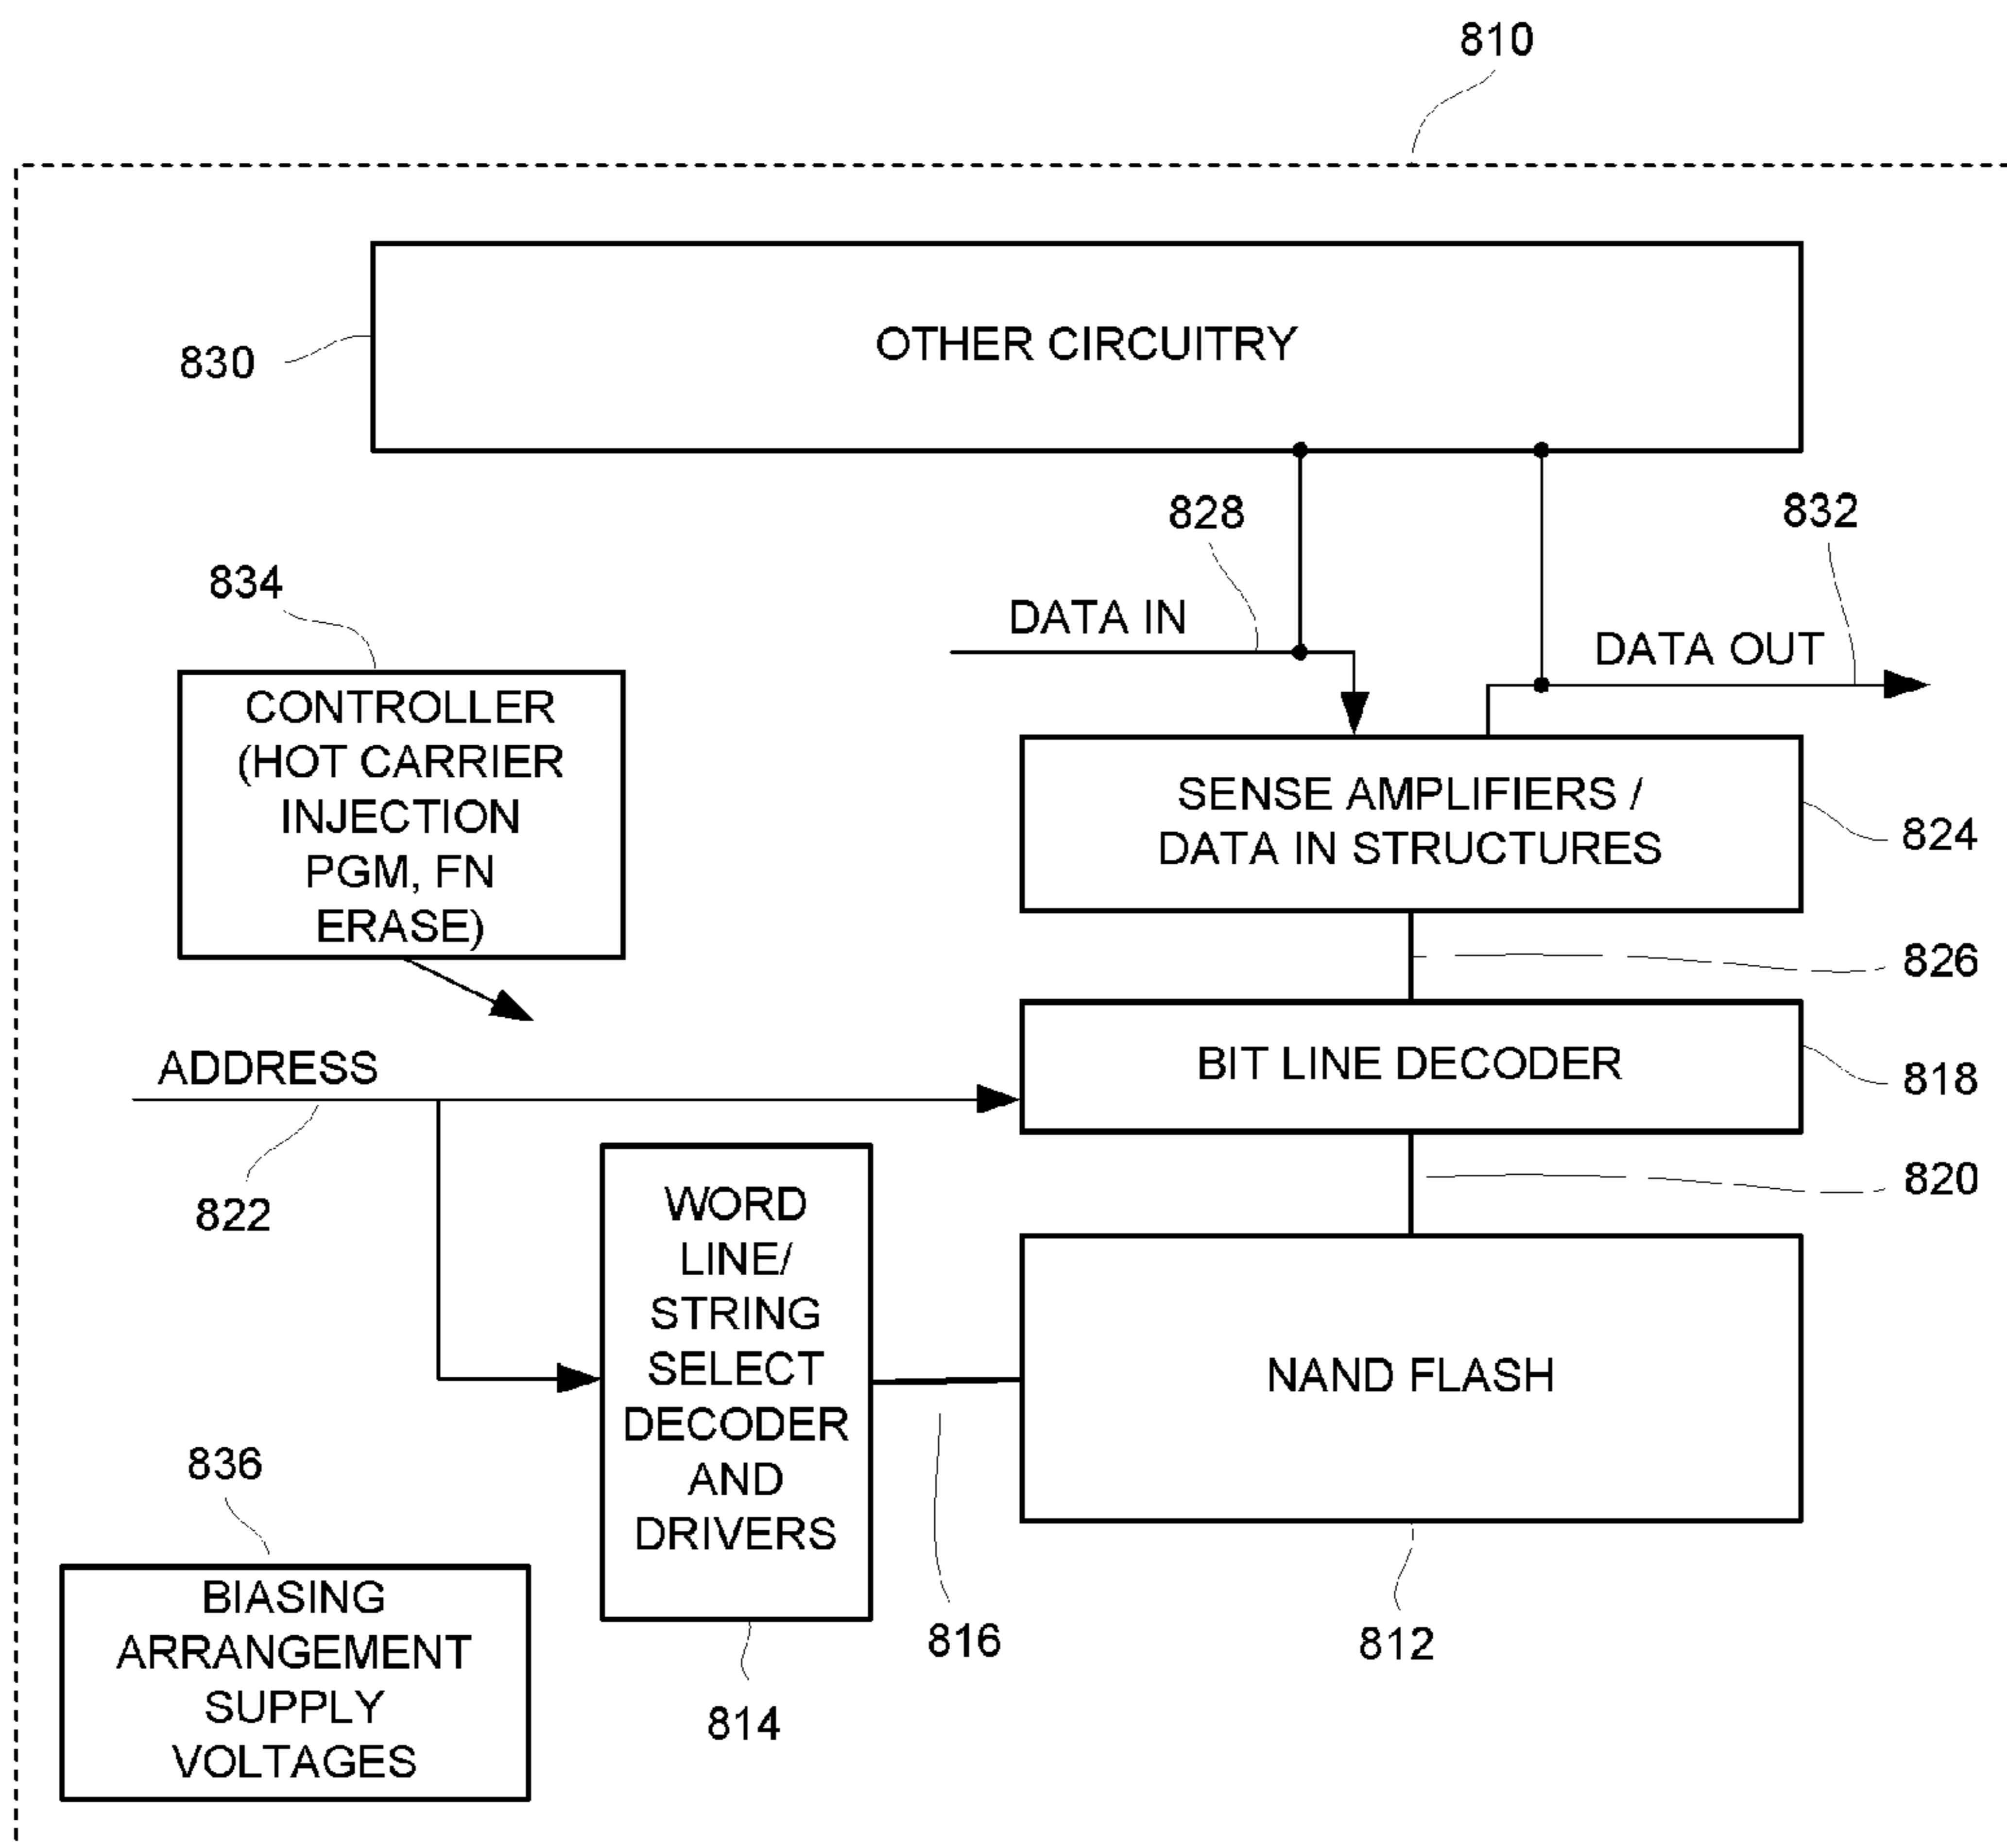 810
OTHER CIRCUITRY
830
828
832
834
DATA IN
DATA OUT
CONTROLLER
(HOT CARRIER
INJECTION
PGM, FN
ERASE)
SENSE AMPLIFIERS /
DATA IN STRUCTURES
824
826
ADDRESS
BIT LINE DECODER
818
820
822
WORD
LINE/
STRING
SELECT
DECODER
AND
DRIVERS
NAND FLASH
836
816
812
BIASING
ARRANGEMENT
SUPPLY
VOLTAGES
814